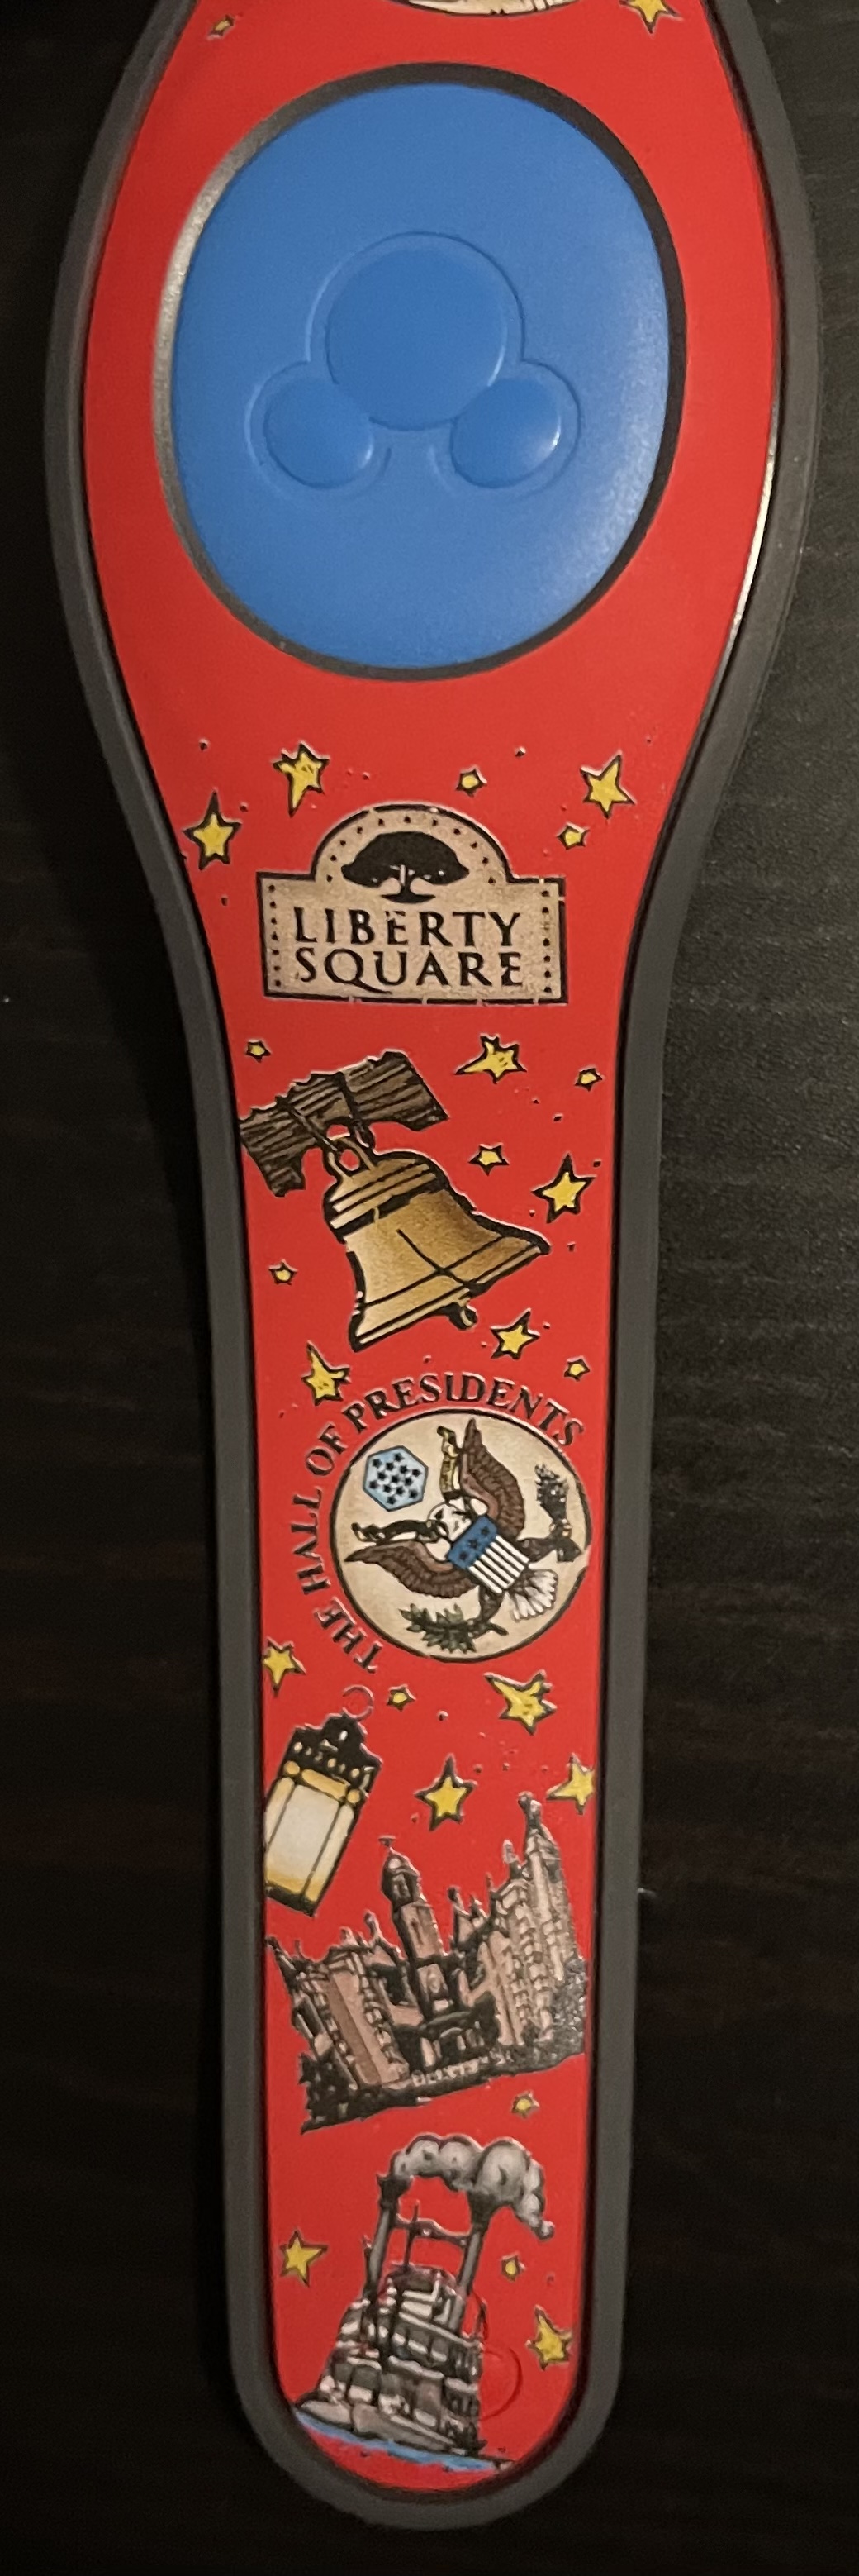 LIBERTY
SQUARE
THE HALL OF PRESIDENTS